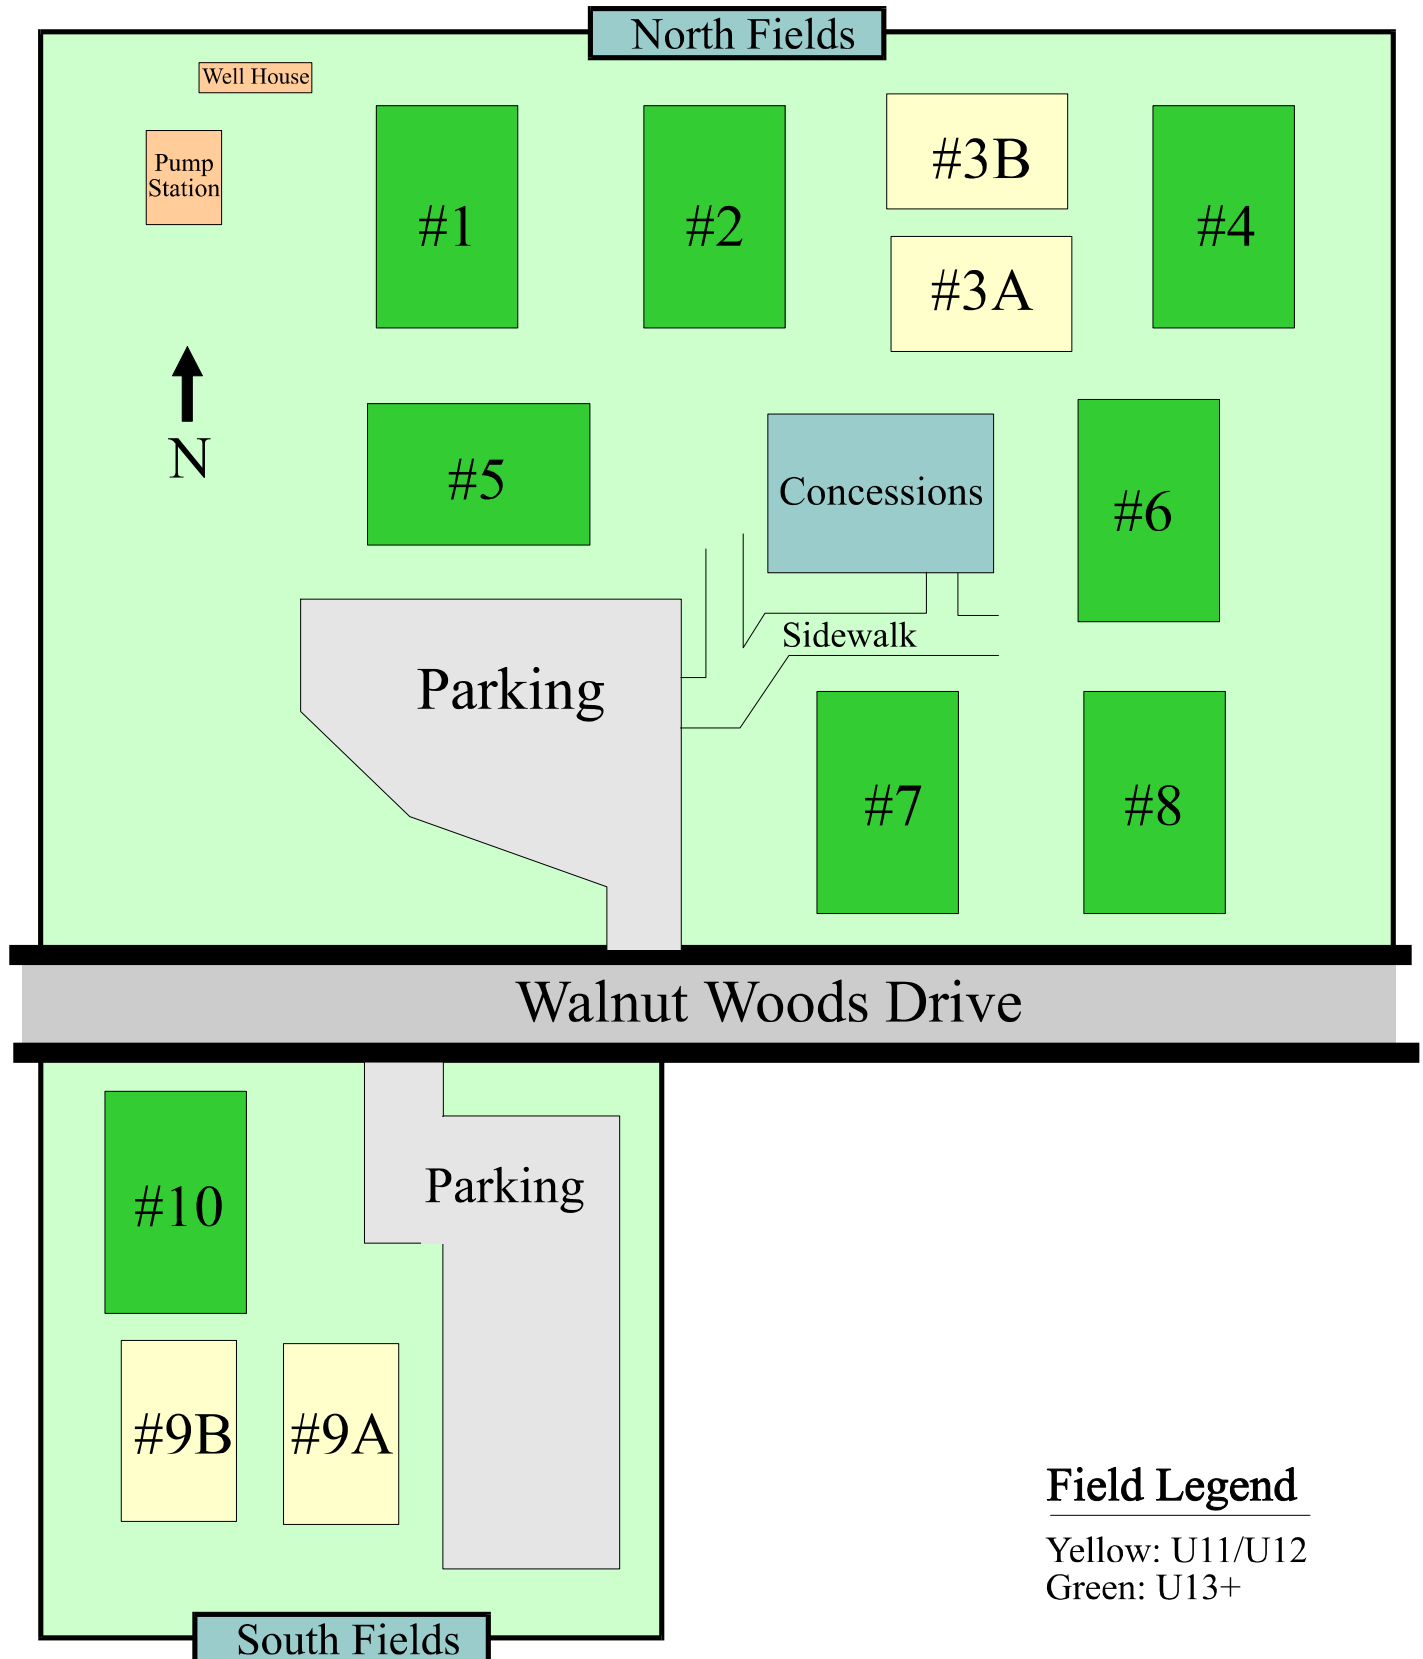 North Fields
Well House
Pump
Station
#1
#2
#3B
#4
#3A
N
#5
Concessions
#6
Sidewalk
Parking
#7
#8
Walnut Woods Drive
Parking
#10
#9B
#9A
Field Legend
Yellow: U11/U12
Green: U13+
South Fields